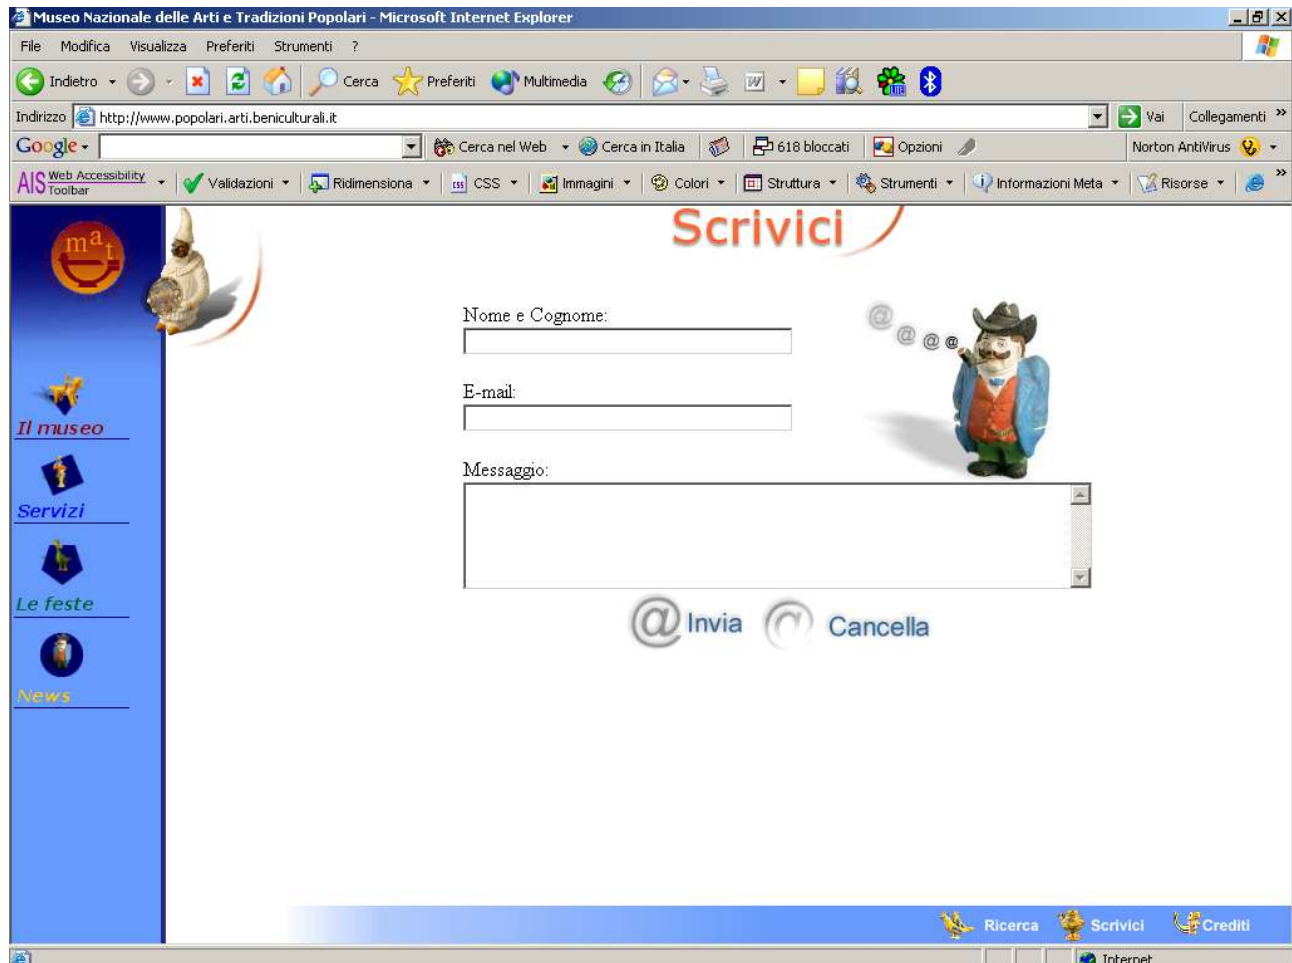 Museo Nazionale delle Arti e Tradizioni Popolari - Microsoft Internet Explorer
File Modifica Visualizza Preferiti Strumenti ?
Indietro Cerca Preferiti Multimedia
Indirizzo http://www.popolari.arti.beniculturali.it Vai Collegamenti »
Google Cerca nel Web Cerca in Italia 618 bloccati Opzioni Norton AntiVirus
AIS Web Accessibility Toolbar Validazioni Ridimensiona CSS Immagini Colori Struttura Strumenti Informazioni Meta Risorse »
mat
Scrivici
Nome e Cognome:
@ @ @ @
E-mail:
Il museo
Messaggio:
Servizi
Le feste
@ Invia @ Cancella
News
Ricerca Scrivici Crediti
Internet